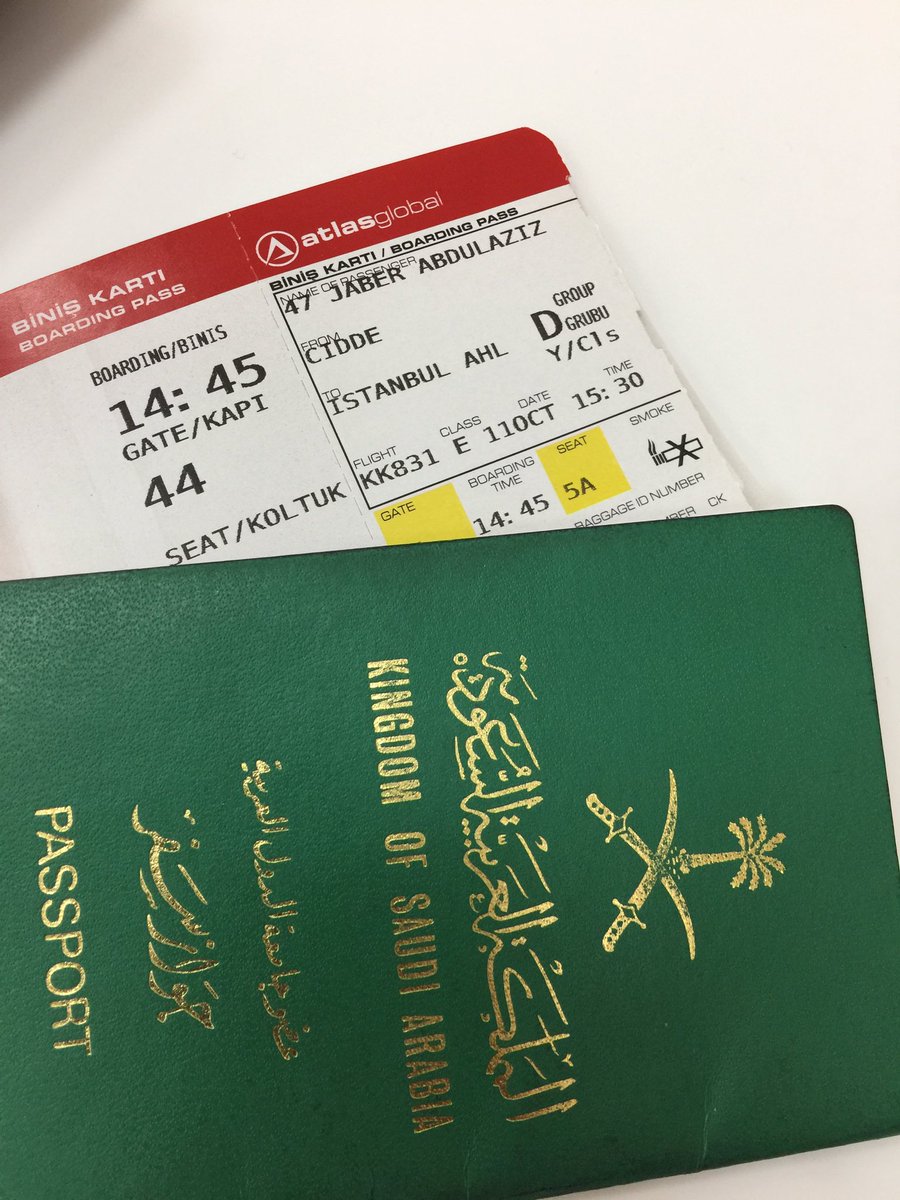 BİNİŞ KARTI
BOARDING PASS
BOARDING/BINIS
14:45
GATE/KAPI
44
SEAT/KOLTUK
atlasglobal
BİNİŞ KARTI / BOARDING PASS
NAME OF PASSENGER
47 JABER ABDULAZIZ
FROM
CIDDE
GROUP
D GRUBU
TO
ISTANBUL AHL
Y/Cls
FLIGHT CLASS DATE TIME
KK831 E 11OCT 15:30
GATE
BOARDING TIME
14:45
SEAT
5A
SMOKE
BAGGAGE ID NUMBER
CK
المملكة العربية السعودية
KINGDOM OF SAUDI ARABIA
جواز سفر
PASSPORT